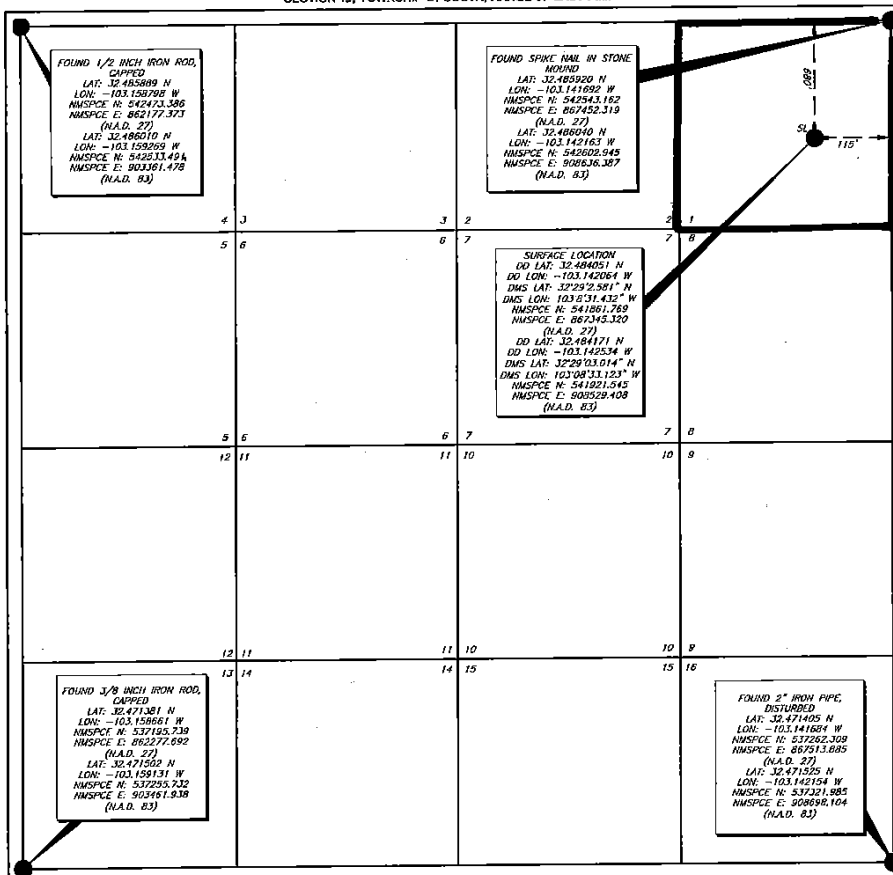 FOUND 1/2 INCH IRON ROD,
CAPPED
LAT: 32.485889 N
LON: -103.158798 W
NMSPCE N: 542473.386
NMSPCE E: 862177.373
(N.A.D. 27)
LAT: 32.486010 N
LON: -103.159269 W
NMSPCE N: 542533.494
NMSPCE E: 903361.478
(N.A.D. 83)
FOUND SPIKE NAIL IN STONE
MOUND
LAT: 32.485920 N
LON: -103.141692 W
NMSPCE N: 542543.162
NMSPCE E: 867452.319
(N.A.D. 27)
LAT: 32.486040 N
LON: -103.142163 W
NMSPCE N: 542602.945
NMSPCE E: 908636.387
(N.A.D. 83)
680'
SL
115'
4 3
3 2
2 1
5 6
6 7
7 8
SURFACE LOCATION
DD LAT: 32.484051 N
DD LON: -103.142064 W
DMS LAT: 32°29'2.581" N
DMS LON: 103°8'31.432" W
NMSPCE N: 541861.769
NMSPCE E: 867345.320
(N.A.D. 27)
DD LAT: 32.484171 N
DD LON: -103.142534 W
DMS LAT: 32°29'03.014" N
DMS LON: 103°08'33.123" W
NMSPCE N: 541921.545
NMSPCE E: 908529.408
(N.A.D. 83)
5 6
6 7
7 8
12 11
11 10
10 9
12 11
11 10
10 9
13 14
14 15
15 16
FOUND 3/8 INCH IRON ROD,
CAPPED
LAT: 32.471381 N
LON: -103.158661 W
NMSPCE N: 537195.739
NMSPCE E: 862277.692
(N.A.D. 27)
LAT: 32.471502 N
LON: -103.159131 W
NMSPCE N: 537255.732
NMSPCE E: 903461.938
(N.A.D. 83)
FOUND 2" IRON PIPE,
DISTURBED
LAT: 32.471405 N
LON: -103.141684 W
NMSPCE N: 537262.309
NMSPCE E: 867513.885
(N.A.D. 27)
LAT: 32.471525 N
LON: -103.142154 W
NMSPCE N: 537321.985
NMSPCE E: 908698.104
(N.A.D. 83)